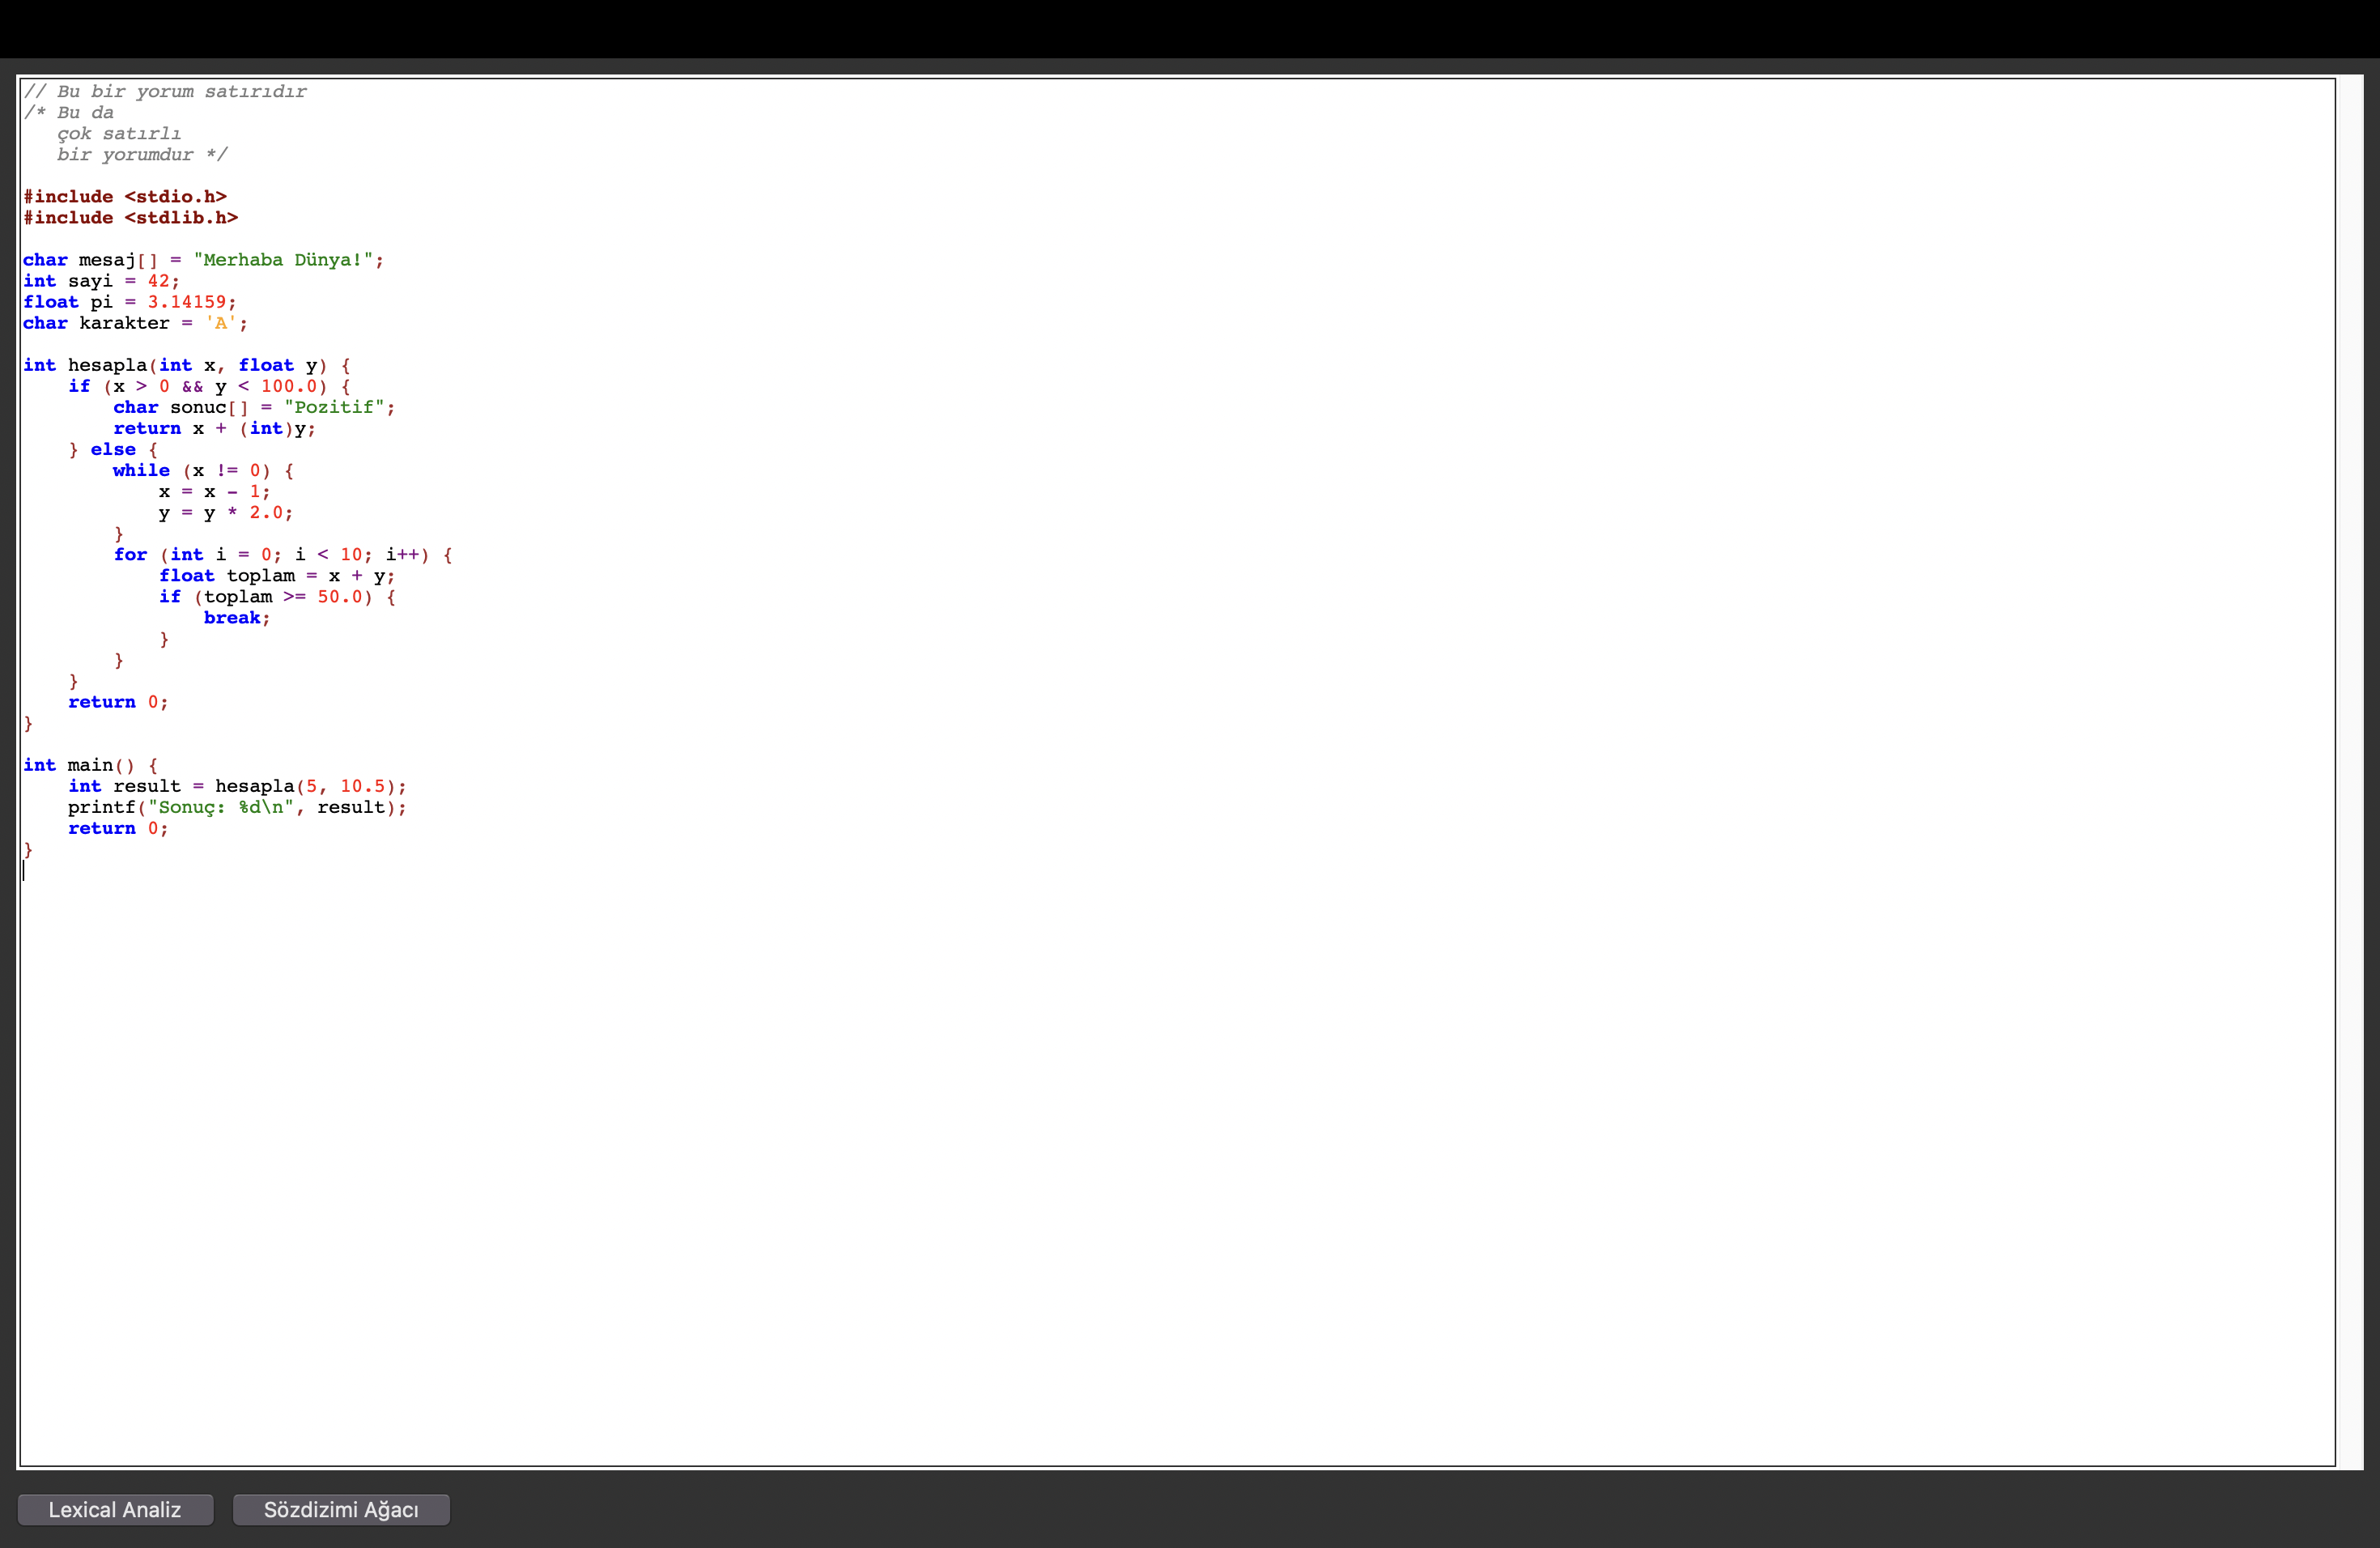 // Bu bir yorum satırıdır
/* Bu da
   çok satırlı
   bir yorumdur */

#include <stdio.h>
#include <stdlib.h>

char mesaj[] = "Merhaba Dünya!";
int sayi = 42;
float pi = 3.14159;
char karakter = 'A';

int hesapla(int x, float y) {
    if (x > 0 && y < 100.0) {
        char sonuc[] = "Pozitif";
        return x + (int)y;
    } else {
        while (x != 0) {
            x = x - 1;
            y = y * 2.0;
        }
        for (int i = 0; i < 10; i++) {
            float toplam = x + y;
            if (toplam >= 50.0) {
                break;
            }
        }
    }
    return 0;
}

int main() {
    int result = hesapla(5, 10.5);
    printf("Sonuç: %d\n", result);
    return 0;
}
Lexical Analiz
Sözdizimi Ağacı